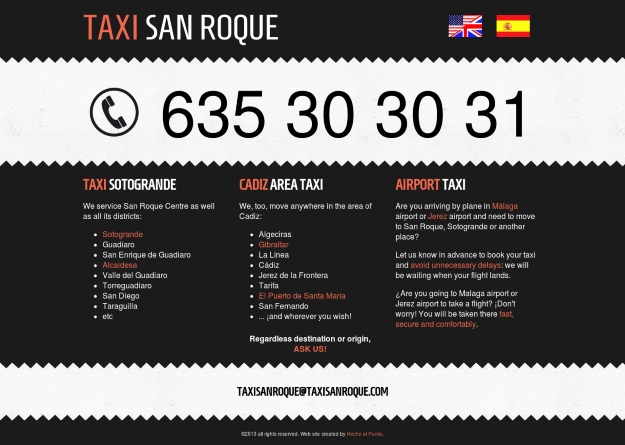 TAXI SAN ROQUE
635 30 30 31
TAXI SOTOGRANDE
We service San Roque Centre as well
as all its districts:
Sotogrande
Guadiaro
San Enrique de Guadiaro
Alcaidesa
Valle del Guadiaro
Torreguadiaro
San Diego
Taraguilla
etc
CADIZ AREA TAXI
We, too, move anywhere in the area of
Cadiz:
Algeciras
Gibraltar
La Línea
Cádiz
Jerez de la Frontera
Tarifa
El Puerto de Santa María
San Fernando
... ¡and wherever you wish!
Regardless destination or origin,
ASK US!
AIRPORT TAXI
Are you arriving by plane in Málaga
airport or Jerez airport and need to move
to San Roque, Sotogrande or another
place?
Let us know in advance to book your taxi
and avoid unnecessary delays: we will
be waiting when your flight lands.
¿Are you going to Malaga airport or
Jerez airport to take a flight? ¡Don't
worry! You will be taken there fast,
secure and comfortably.
TAXISANROQUE@TAXISANROQUE.COM
©2013 all rights reserved. Web site created by Hecho al Punto.